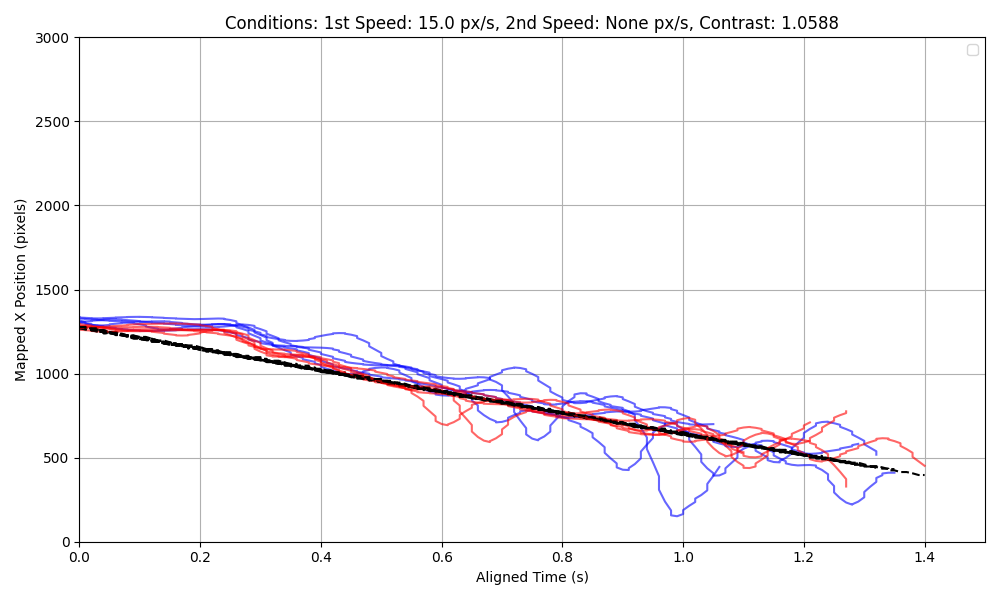 Conditions: 1st Speed: 15.0 px/s, 2nd Speed: None px/s, Contrast: 1.0588
3000
2500
2000
1500
1000
500
0
Mapped X Position (pixels)
0.0 0.2 0.4 0.6 0.8 1.0 1.2 1.4
Aligned Time (s)